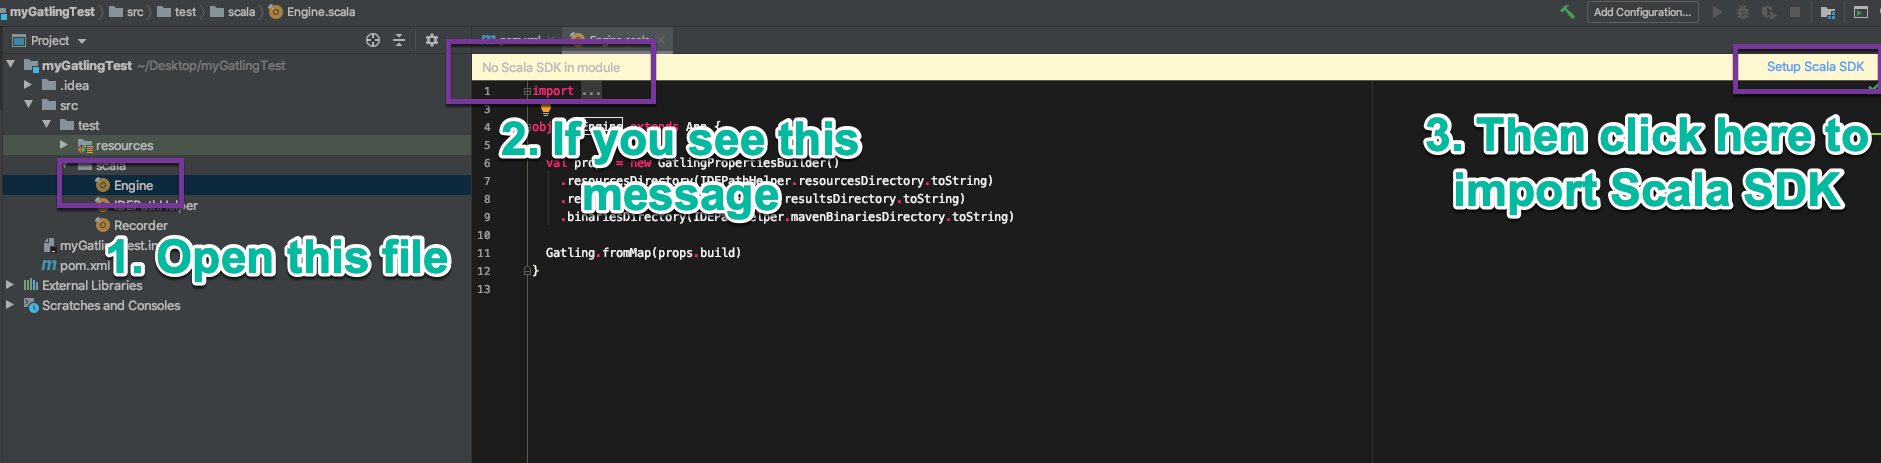 myGatlingTest src test scala Engine.scala
Add Configuration...
Project
pom.xml Engine.scala
myGatlingTest ~/Desktop/myGatlingTest
No Scala SDK in module
Setup Scala SDK
.idea
src
test
resources
scala
Engine
IDEPathHelper
Recorder
myGatlingTest.im
pom.xml
External Libraries
Scratches and Consoles
1 import ...
3
4 object Engine extends App {
5
6 val props = new GatlingPropertiesBuilder()
7 .resourcesDirectory(IDEPathHelper.resourcesDirectory.toString)
8 .re resultsDirectory.toString)
9 .binariesDirectory(IDEPathHelper.mavenBinariesDirectory.toString)
10
11 Gatling.fromMap(props.build)
12 }
13
1. Open this file
2. If you see this
message
3. Then click here to
import Scala SDK